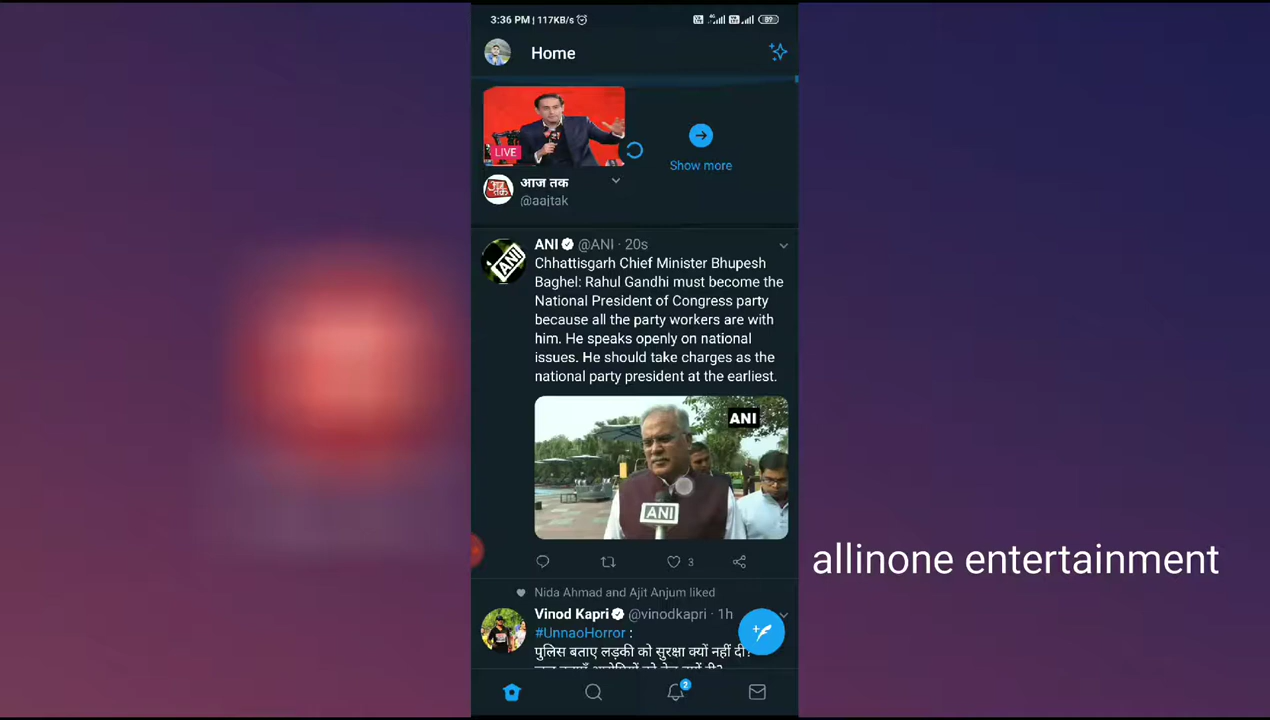 3:36 PM | 117KB/s
89
Home
LIVE
Show more
आज तक
@aajtak
ANI @ANI · 20s
Chhattisgarh Chief Minister Bhupesh
Baghel: Rahul Gandhi must become the
National President of Congress party
because all the party workers are with
him. He speaks openly on national
issues. He should take charges as the
national party president at the earliest.
ANI
ANI
3
Nida Ahmad and Ajit Anjum liked
Vinod Kapri @vinodkapri · 1h
#UnnaoHorror :
पुलिस बताए लड़की को सुरक्षा क्यों नहीं दी?
2
allinone entertainment